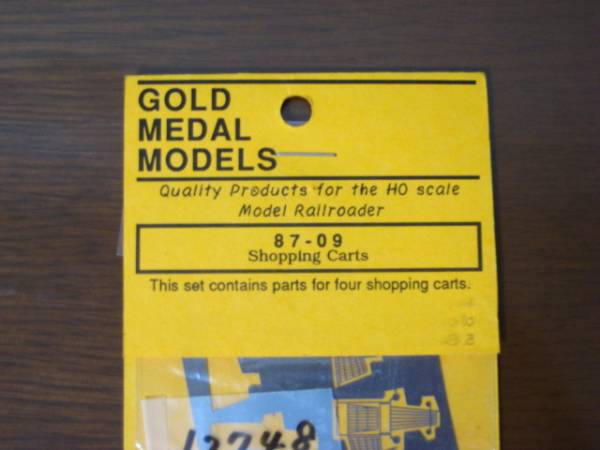 GOLD
MEDAL
MODELS
Quality Products for the HO scale
Model Railroader
87-09
Shopping Carts
This set contains parts for four shopping carts.
12748